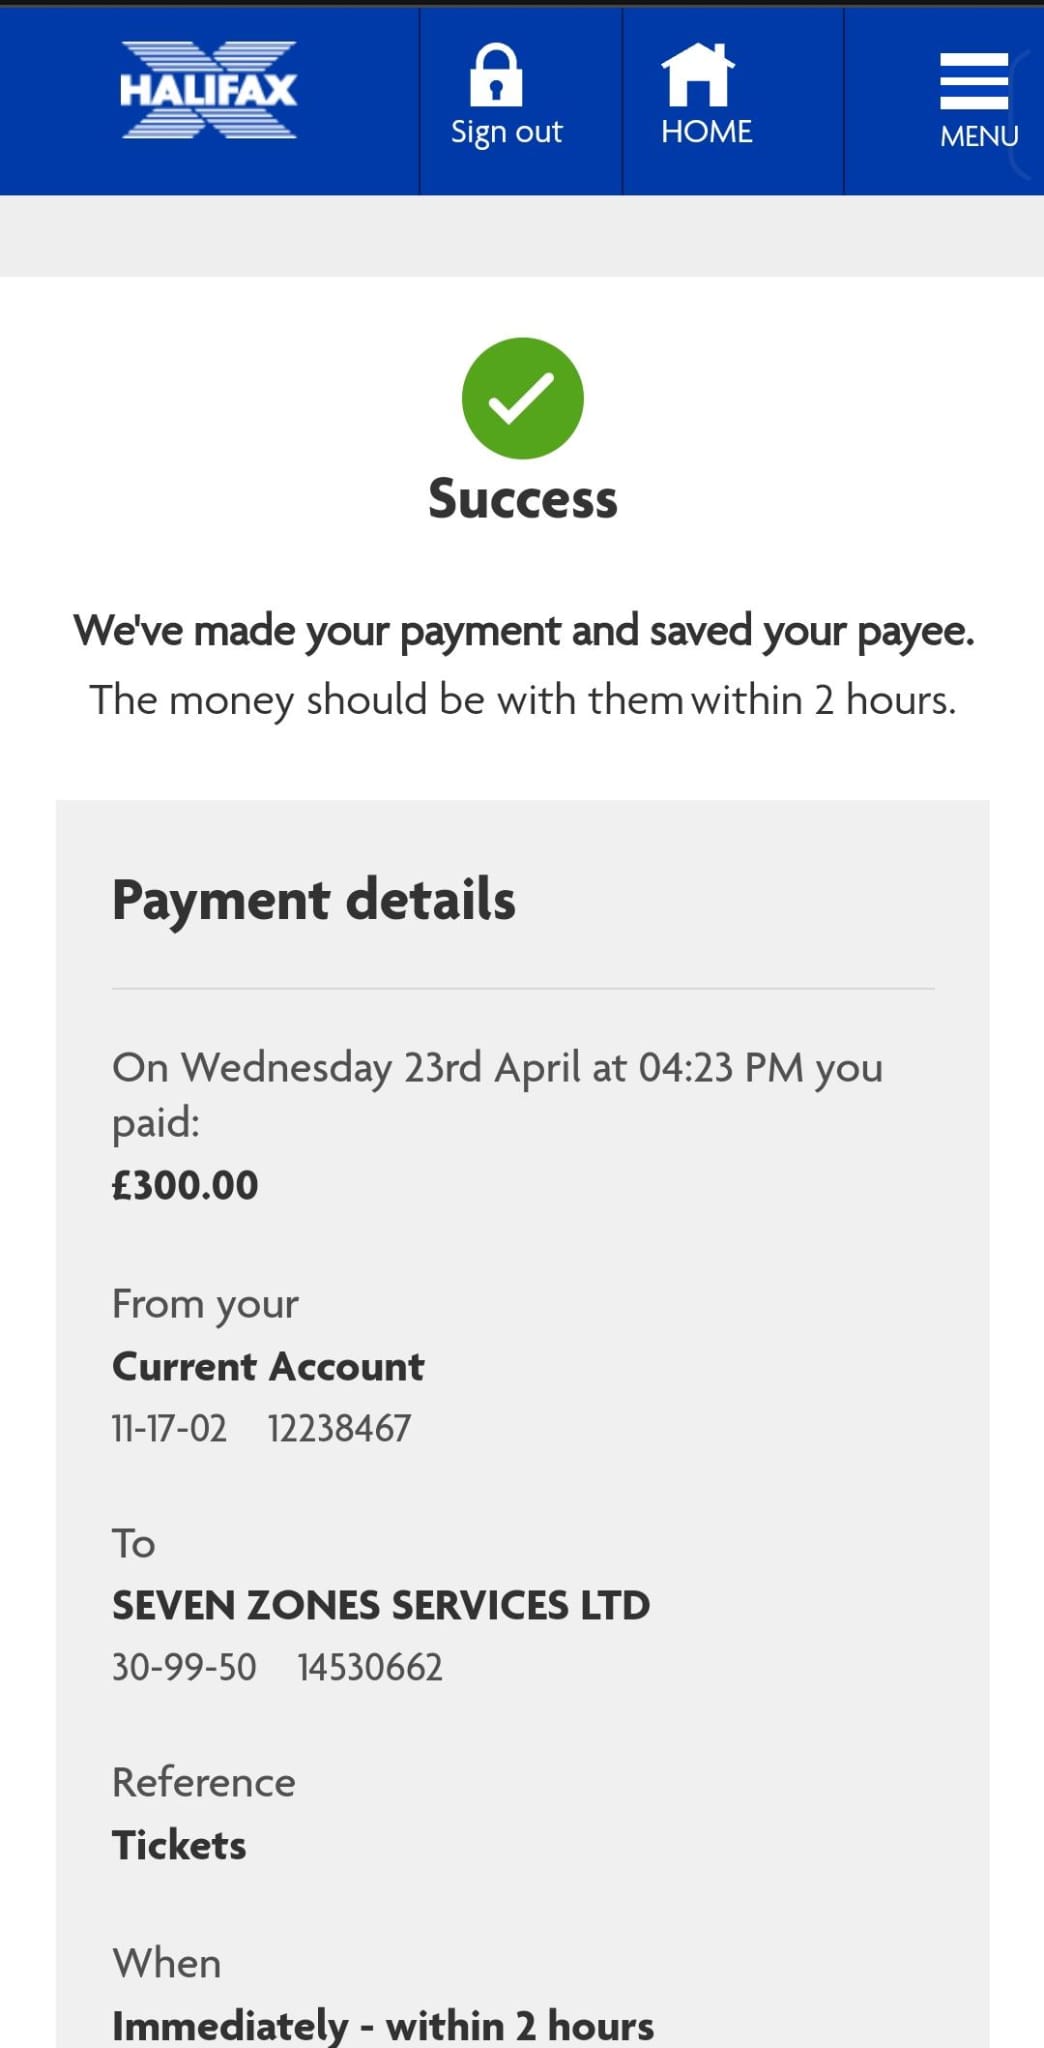 HALIFAX
Sign out
HOME
MENU
Success
We've made your payment and saved your payee.
The money should be with them within 2 hours.
Payment details
On Wednesday 23rd April at 04:23 PM you
paid:
£300.00
From your
Current Account
11-17-02 12238467
To
SEVEN ZONES SERVICES LTD
30-99-50 14530662
Reference
Tickets
When
Immediately - within 2 hours